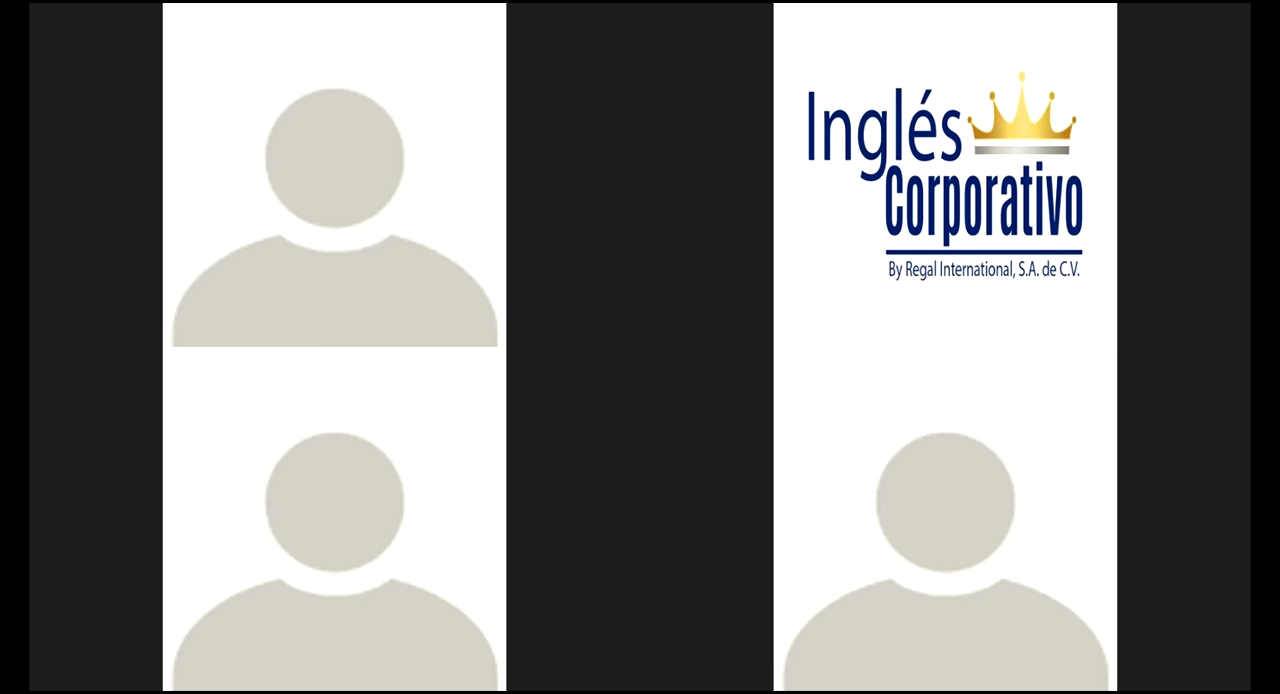 Inglés
Corporativo
By Regal International, S.A. de C.V.